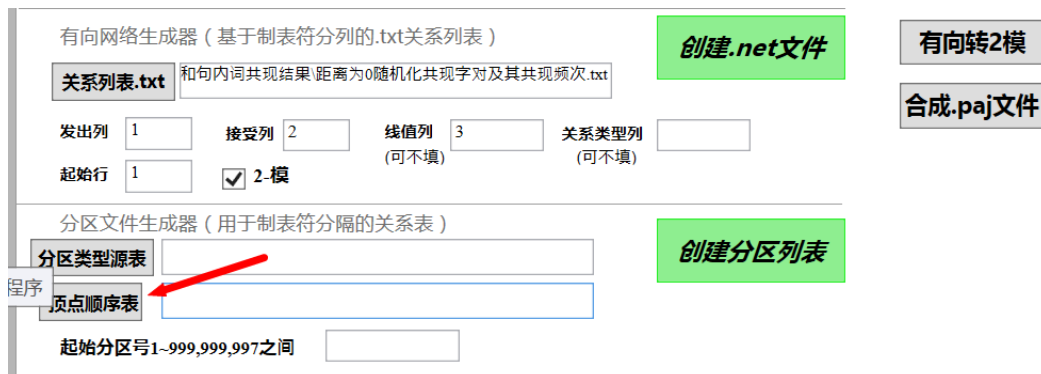 有向网络生成器（基于制表符分列的.txt关系列表）
创建.net文件
有向转2模
关系列表.txt
和句内词共现结果\距离为0随机化共现字对及其共现频次.txt
合成.paj文件
发出列 1 接受列 2 线值列 3 关系类型列
(可不填) (可不填)
起始行 1 2-模
分区文件生成器（用于制表符分隔的关系表）
创建分区列表
分区类型源表
程序
顶点顺序表
起始分区号1~999,999,997之间